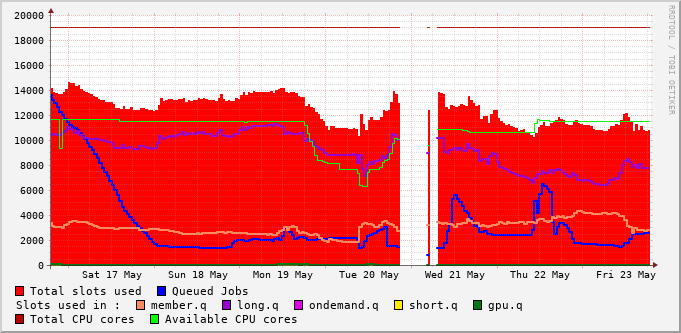 20000
18000
16000
14000
12000
10000
8000
6000
4000
2000
0
Sat 17 May Sun 18 May Mon 19 May Tue 20 May Wed 21 May Thu 22 May Fri 23 May
RRDTOOL / TOBI OETIKER
Total slots used Queued Jobs
Slots used in : member.q long.q ondemand.q short.q gpu.q
Total CPU cores Available CPU cores